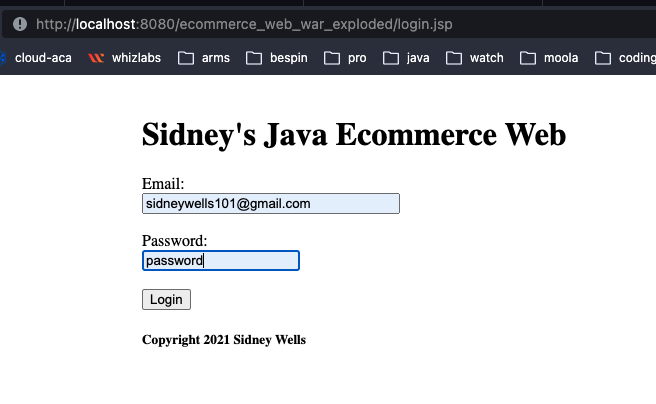 http://localhost:8080/ecommerce_web_war_exploded/login.jsp
cloud-aca whizlabs arms bespin pro java watch moola coding
Sidney's Java Ecommerce Web
Email:
sidneywells101@gmail.com
Password:
password
Login
Copyright 2021 Sidney Wells